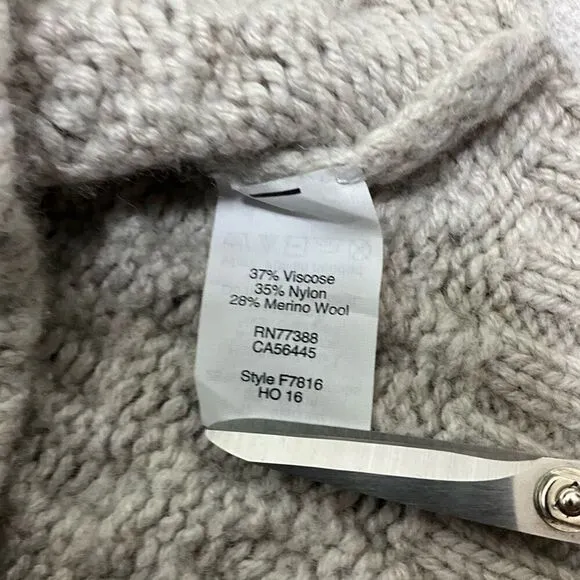 37% Viscose
35% Nylon
28% Merino Wool
RN77388
CA56445
Style F7816
HO 16